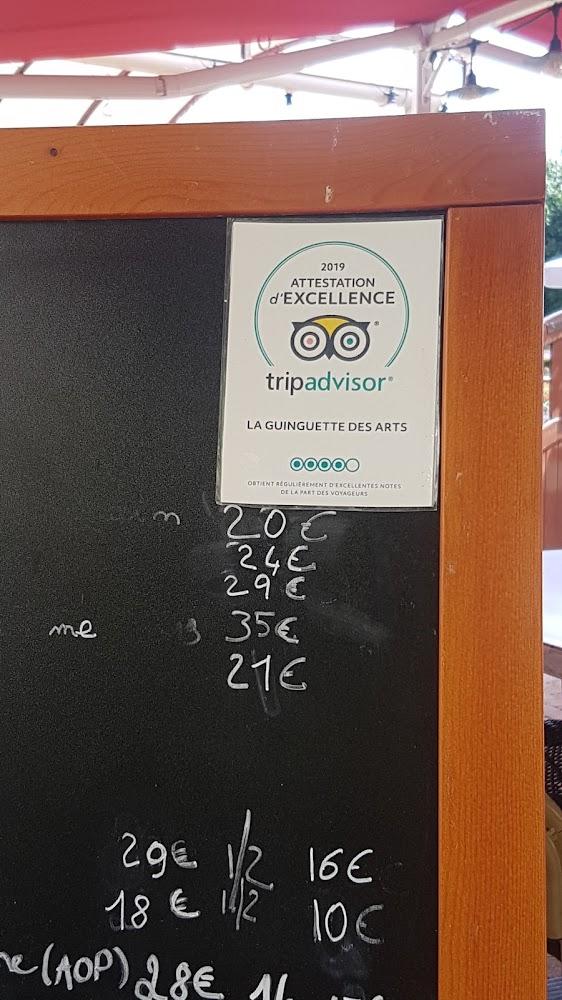 2019
ATTESTATION
d'EXCELLENCE
tripadvisor®
LA GUINGUETTE DES ARTS
OBTIENT RÉGULIÈREMENT D'EXCELLENTES NOTES
DE LA PART DES VOYAGEURS
20€
24€
29€
me 35€
21€
29€ 1/2 16€
18€ 1/2 10€
(AOP) 28€